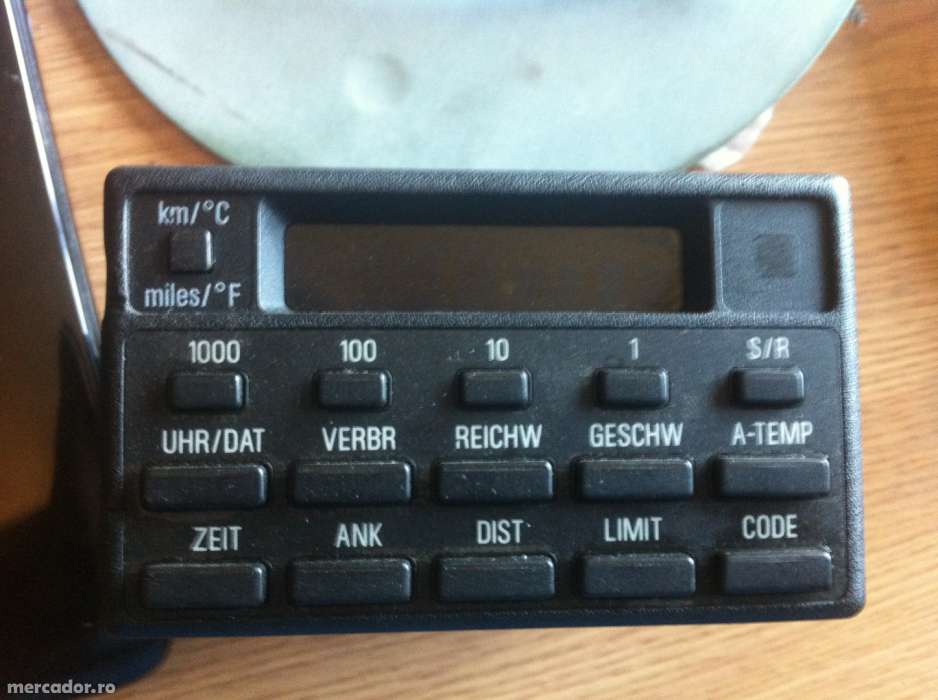 km/°C
miles/°F
1000 100 10 1 S/R
UHR/DAT VERBR REICHW GESCHW A-TEMP
ZEIT ANK DIST LIMIT CODE
mercador.ro